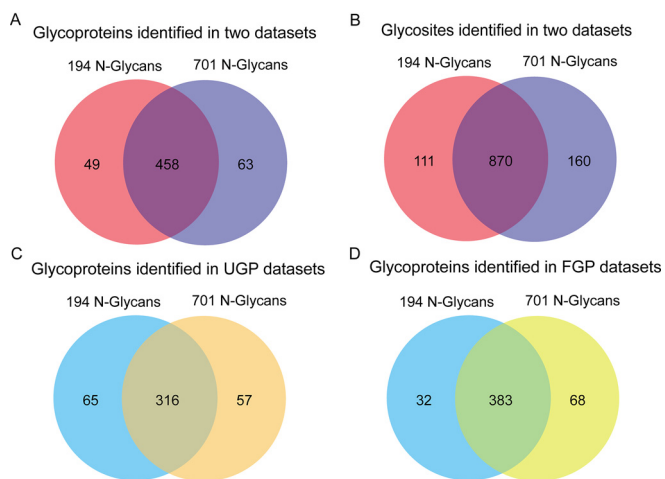 A
Glycoproteins identified in two datasets
194 N-Glycans 701 N-Glycans
49 458 63
B
Glycosites identified in two datasets
194 N-Glycans 701 N-Glycans
111 870 160
C
Glycoproteins identified in UGP datasets
194 N-Glycans 701 N-Glycans
65 316 57
D
Glycoproteins identified in FGP datasets
194 N-Glycans 701 N-Glycans
32 383 68